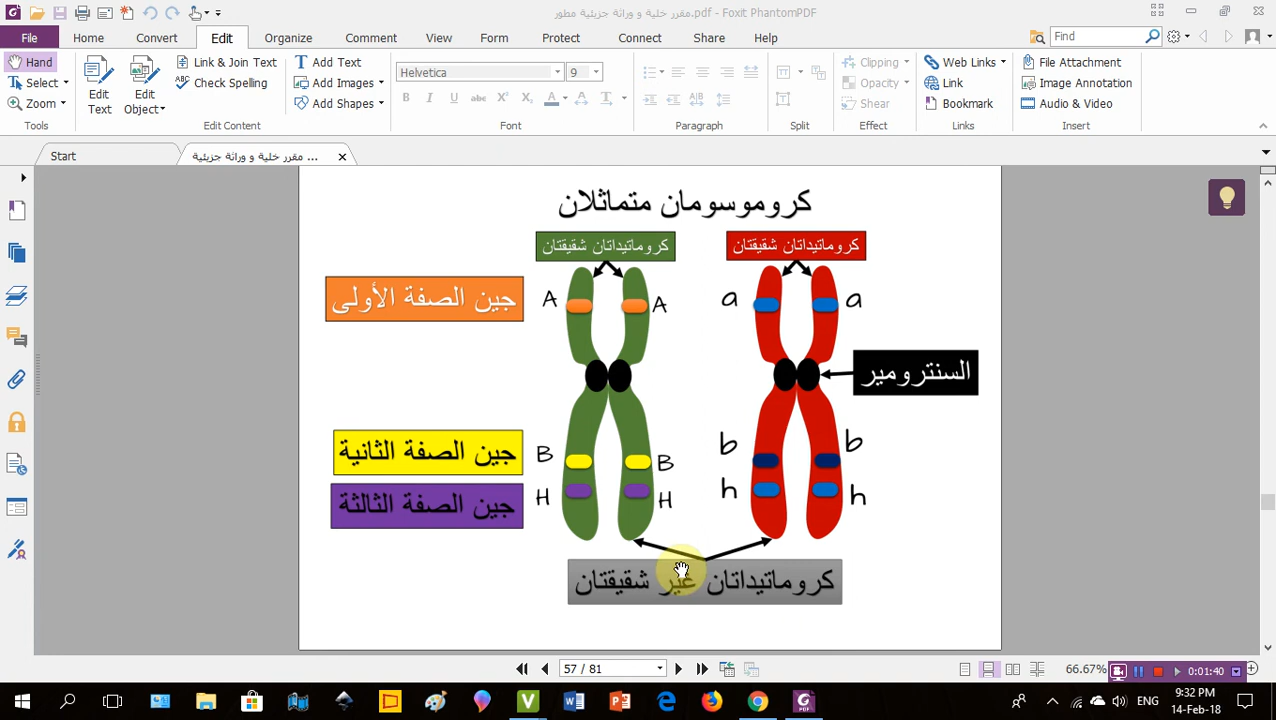 مقرر خلية و وراثة جزيئية مطور.pdf - Foxit PhantomPDF
File Home Convert Edit Organize Comment View Form Protect Connect Share Help Find
Hand
Select
Zoom
Tools
Edit Text
Edit Object
Link & Join Text
Check Spelling
Edit Content
Add Text
Add Images
Add Shapes
Helvetica 9
Font
Paragraph
Split
Clipping
Opacity
Shear
Effect
Web Links
Link
Bookmark
Links
File Attachment
Image Annotation
Audio & Video
Insert
Start
مقرر خلية و وراثة جزيئية ...
كروموسومان متماثلان
كروماتيداتان شقيقتان
كروماتيداتان شقيقتان
جين الصفة الأولى
A A a a
السنترومير
جين الصفة الثانية
B B b b
جين الصفة الثالثة
H H h h
كروماتيداتان غير شقيقتان
57 / 81
66.67%
0:01:40
ENG
9:32 PM
14-Feb-18